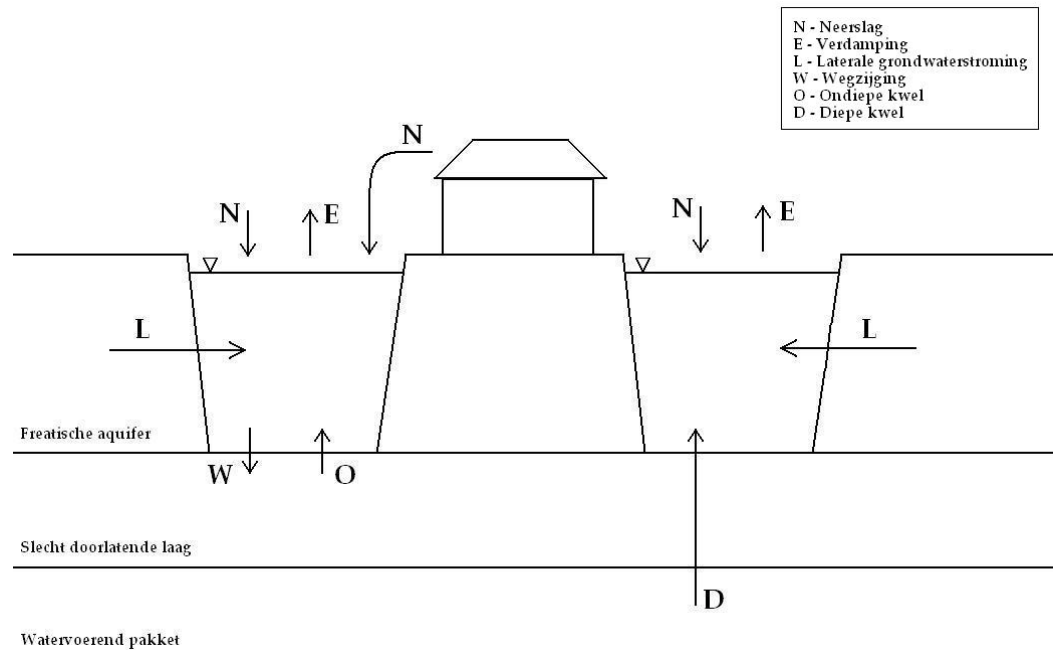 N - Neerslag
E - Verdamping
L - Laterale grondwaterstroming
W - Wegzijging
O - Ondiepe kwel
D - Diepe kwel
N
N E N E
L L
Freatische aquifer
W O
Slecht doorlatende laag
D
Watervoerend pakket